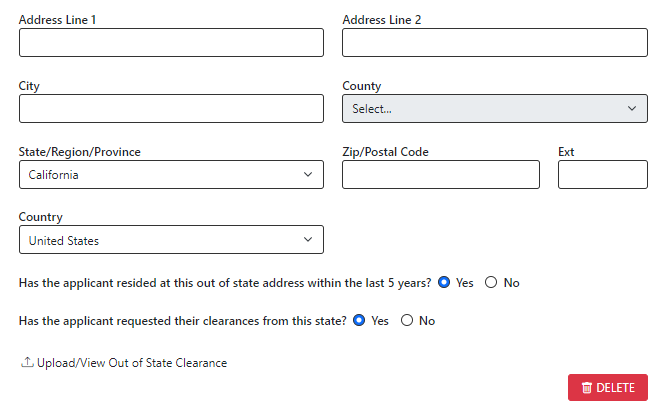 Address Line 1 Address Line 2
City County
Select...
State/Region/Province Zip/Postal Code Ext
California
Country
United States
Has the applicant resided at this out of state address within the last 5 years? Yes No
Has the applicant requested their clearances from this state? Yes No
Upload/View Out of State Clearance
DELETE